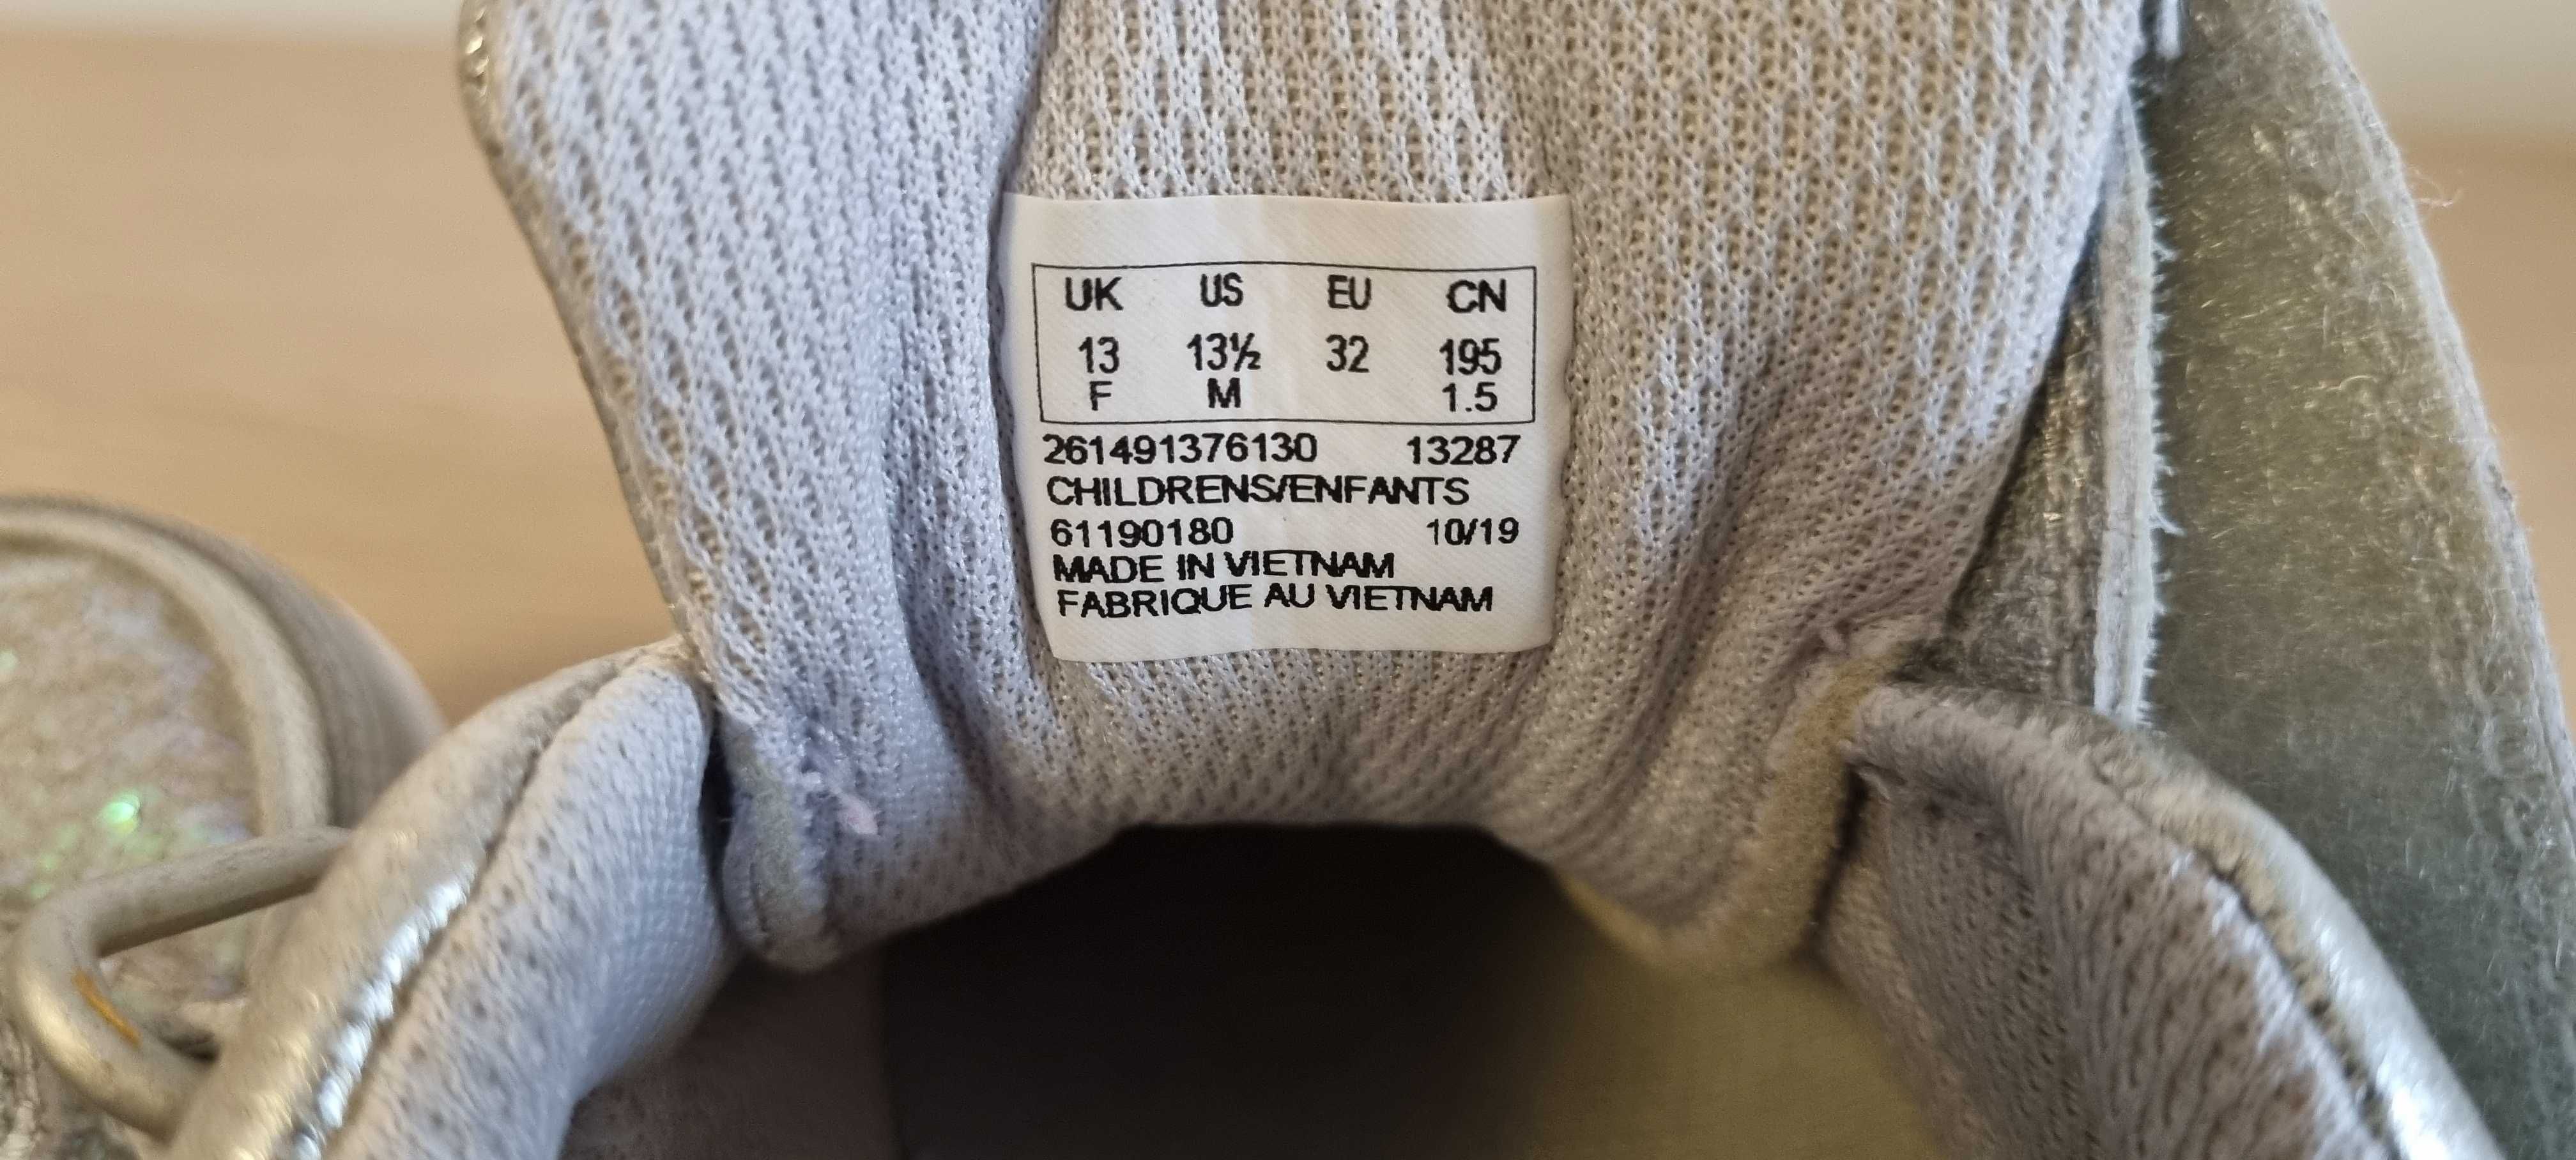 UK US EU CN
13 13½ 32 195
F M 1.5
261491376130 13287
CHILDRENS/ENFANTS
61190180 10/19
MADE IN VIETNAM
FABRIQUE AU VIETNAM